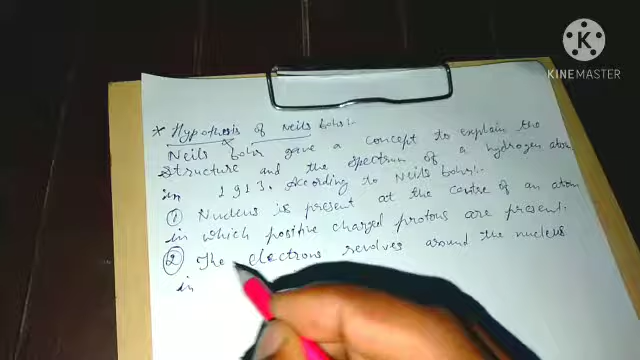 KINEMASTER
* Hypothesis of Neils bohr:-
Neils bohr gave a concept to explain the
structure and the spectrum of a hydrogen atom
in 1913. According to Neils bohr:-
① Nucleus is present at the centre of an atom
in which positive charged protons are present.
② The electrons revolves around the nucleus
in